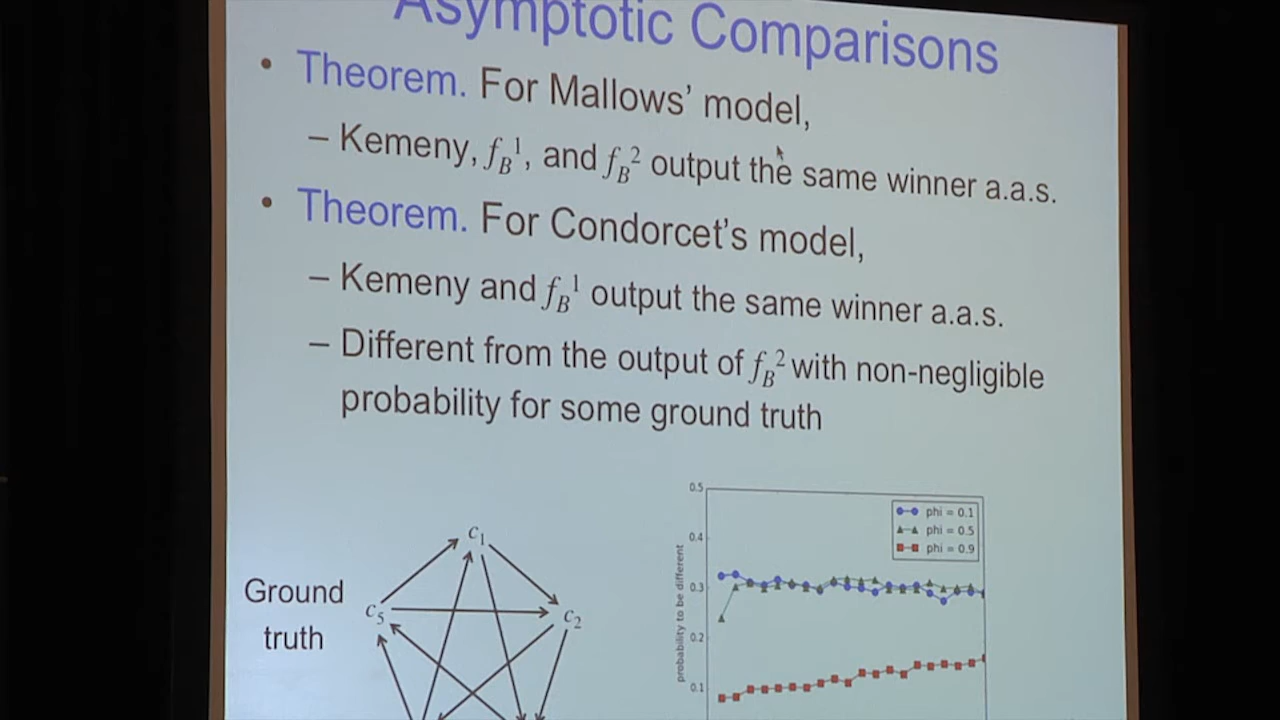 Asymptotic Comparisons
• Theorem. For Mallows' model,
– Kemeny, f_B^1, and f_B^2 output the same winner a.a.s.
• Theorem. For Condorcet's model,
– Kemeny and f_B^1 output the same winner a.a.s.
– Different from the output of f_B^2 with non-negligible
probability for some ground truth
Ground
truth
c_1
c_5
c_2
0.5
0.4
0.3
0.2
0.1
probability to be different
phi = 0.1
phi = 0.5
phi = 0.9